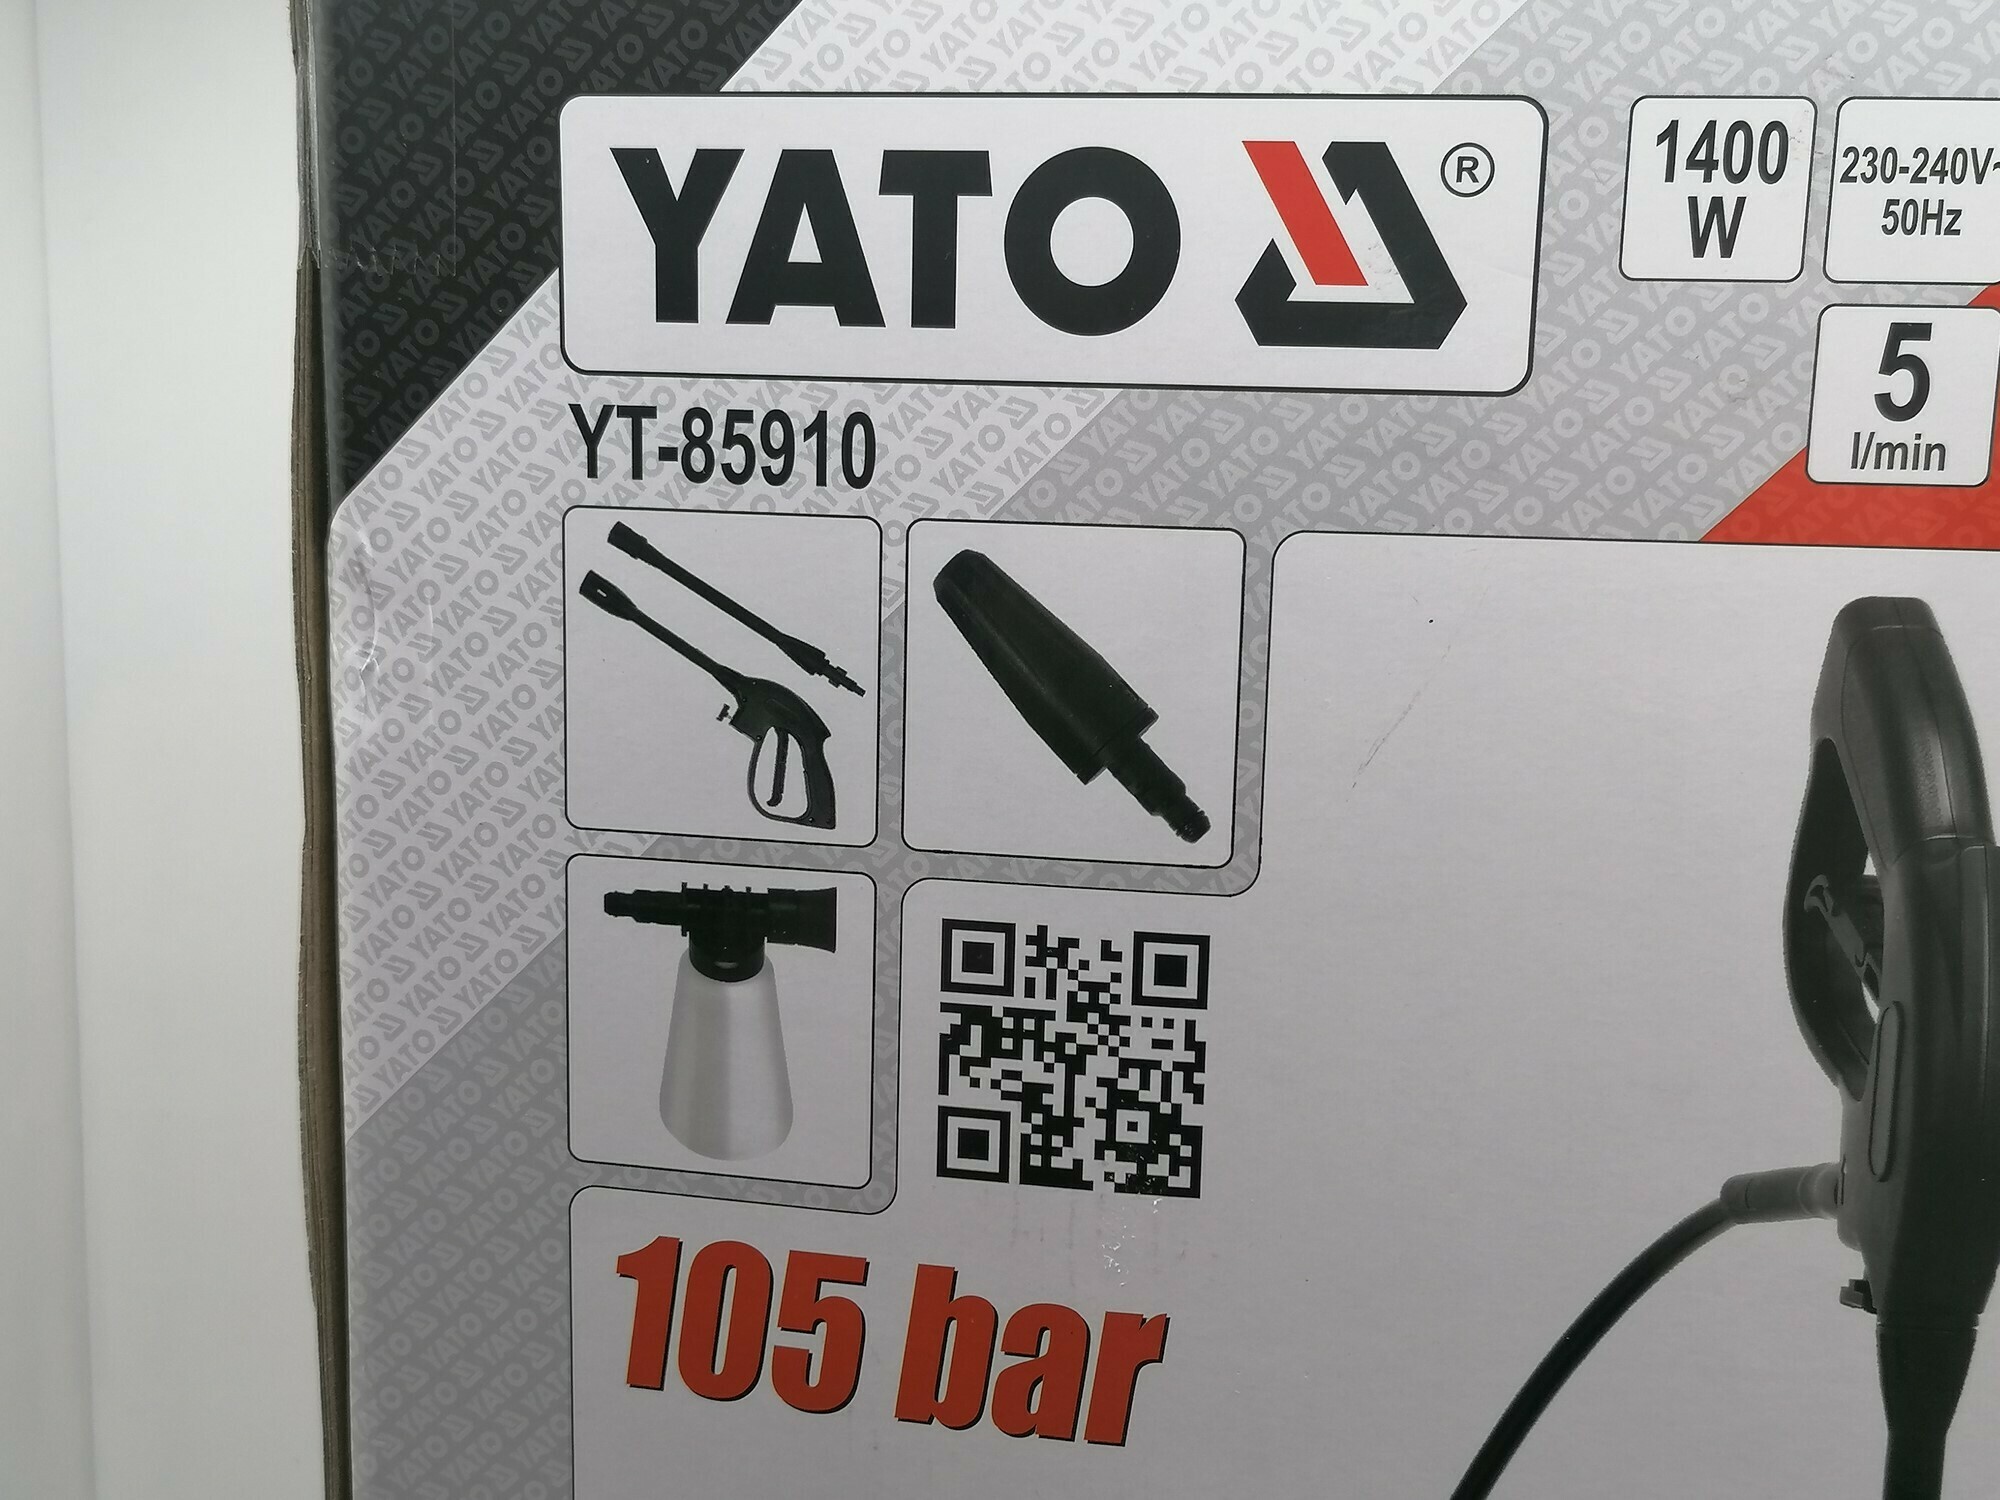 YATO ®
1400
W
230-240V~
50Hz
5
l/min
YT-85910
105 bar